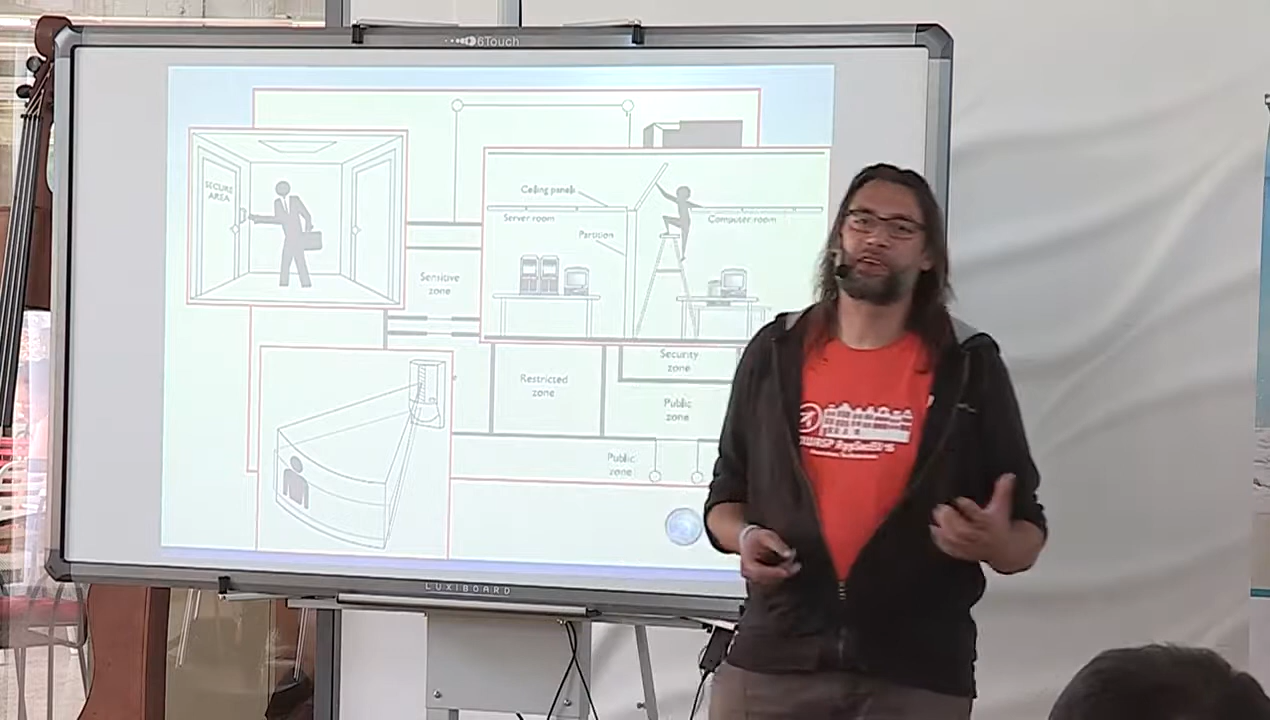 6Touch
SECURE
AREA
Ceiling panels
Server room
Computer room
Partition
Sensitive
zone
Security
zone
Restricted
zone
Public
zone
Public
zone
LUXIBOARD